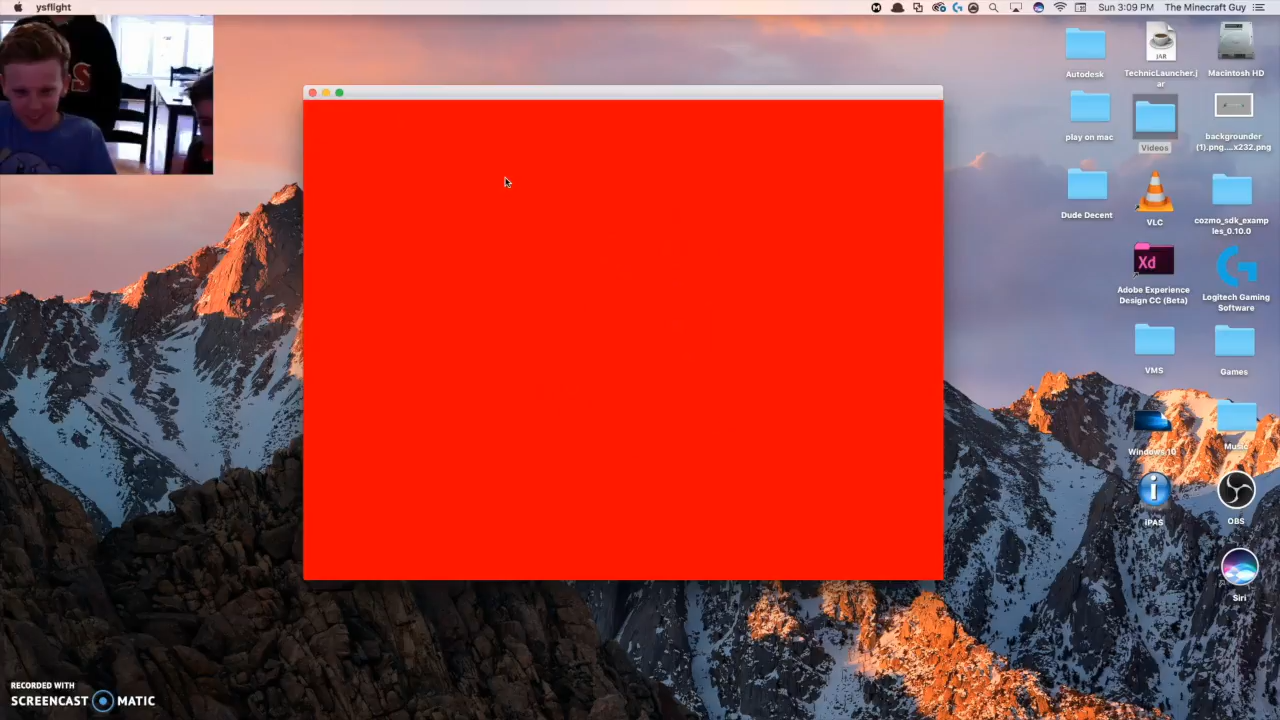 ysflight
Sun 3:09 PM
The Minecraft Guy
Autodesk
TechnicLauncher.j
ar
JAR
Macintosh HD
play on mac
Videos
backgrounder
(1).png....x232.png
Dude Decent
VLC
cozmo_sdk_examp
les_0.10.0
Xd
Adobe Experience
Design CC (Beta)
Logitech Gaming
Software
VMS
Games
Windows 10
Music
iPAS
OBS
Siri
RECORDED WITH
SCREENCAST MATIC